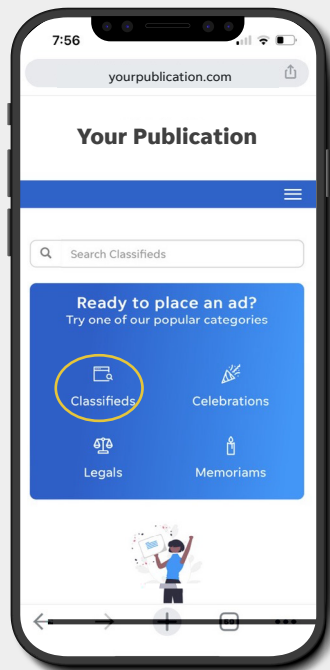 7:56
yourpublication.com
Your Publication
Search Classifieds
Ready to place an ad?
Try one of our popular categories
Classifieds
Celebrations
Legals
Memoriams